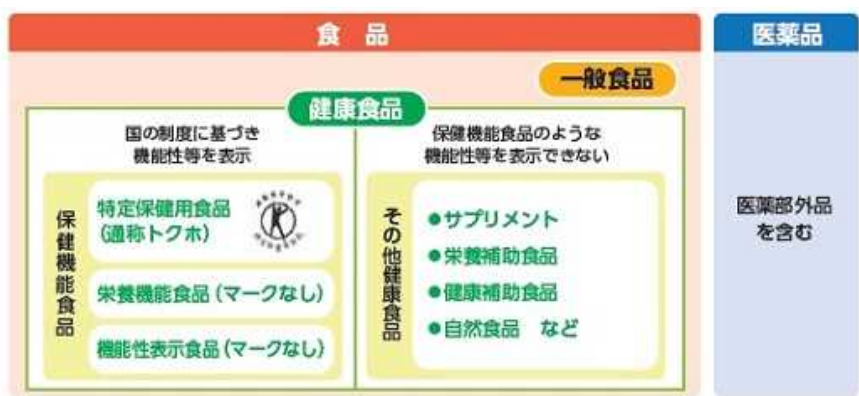 食 品
医薬品
一般食品
健康食品
国の制度に基づき
機能性等を表示
保健機能食品のような
機能性等を表示できない
保健機能食品
特定保健用食品
(通称トクホ)
栄養機能食品(マークなし)
機能性表示食品(マークなし)
その他健康食品
●サプリメント
●栄養補助食品
●健康補助食品
●自然食品 など
医薬部外品
を含む